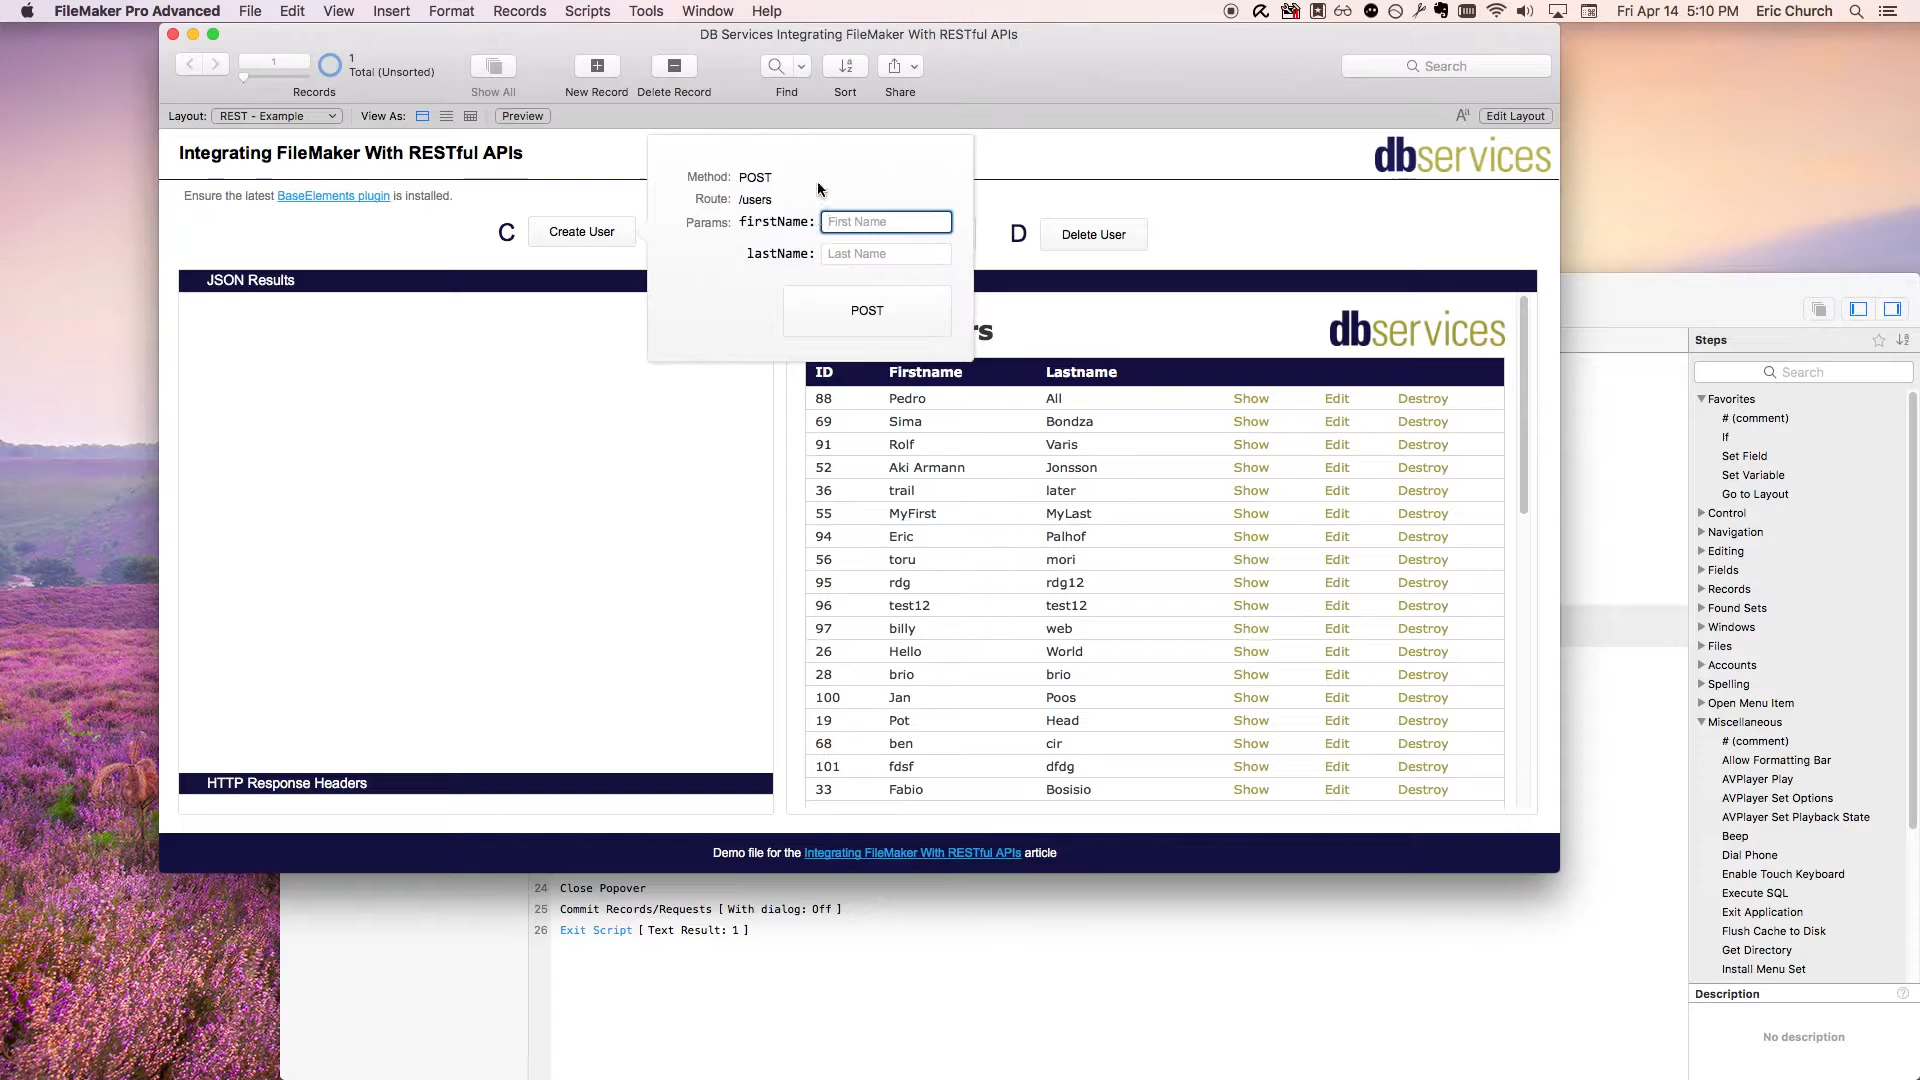 FileMaker Pro Advanced File Edit View Insert Format Records Scripts Tools Window Help Fri Apr 14 5:10 PM Eric Church
DB Services Integrating FileMaker With RESTful APIs
1
1
Total (Unsorted)
Records
Show All
New Record
Delete Record
Find
Sort
Share
Search
Layout: REST - Example View As: Preview Edit Layout
Integrating FileMaker With RESTful APIs
dbservices
Ensure the latest BaseElements plugin is installed.
C Create User
D Delete User
Method: POST
Route: /users
Params: firstName: First Name
lastName: Last Name
POST
JSON Results
HTTP Response Headers
rs
dbservices
ID Firstname Lastname
88 Pedro All Show Edit Destroy
69 Sima Bondza Show Edit Destroy
91 Rolf Varis Show Edit Destroy
52 Aki Armann Jonsson Show Edit Destroy
36 trail later Show Edit Destroy
55 MyFirst MyLast Show Edit Destroy
94 Eric Palhof Show Edit Destroy
56 toru mori Show Edit Destroy
95 rdg rdg12 Show Edit Destroy
96 test12 test12 Show Edit Destroy
97 billy web Show Edit Destroy
26 Hello World Show Edit Destroy
28 brio brio Show Edit Destroy
100 Jan Poos Show Edit Destroy
19 Pot Head Show Edit Destroy
68 ben cir Show Edit Destroy
101 fdsf dfdg Show Edit Destroy
33 Fabio Bosisio Show Edit Destroy
Demo file for the Integrating FileMaker With RESTful APIs article
24 Close Popover
25 Commit Records/Requests [ With dialog: Off ]
26 Exit Script [ Text Result: 1 ]
Steps
Search
Favorites
# (comment)
If
Set Field
Set Variable
Go to Layout
Control
Navigation
Editing
Fields
Records
Found Sets
Windows
Files
Accounts
Spelling
Open Menu Item
Miscellaneous
# (comment)
Allow Formatting Bar
AVPlayer Play
AVPlayer Set Options
AVPlayer Set Playback State
Beep
Dial Phone
Enable Touch Keyboard
Execute SQL
Exit Application
Flush Cache to Disk
Get Directory
Install Menu Set
Description
No description